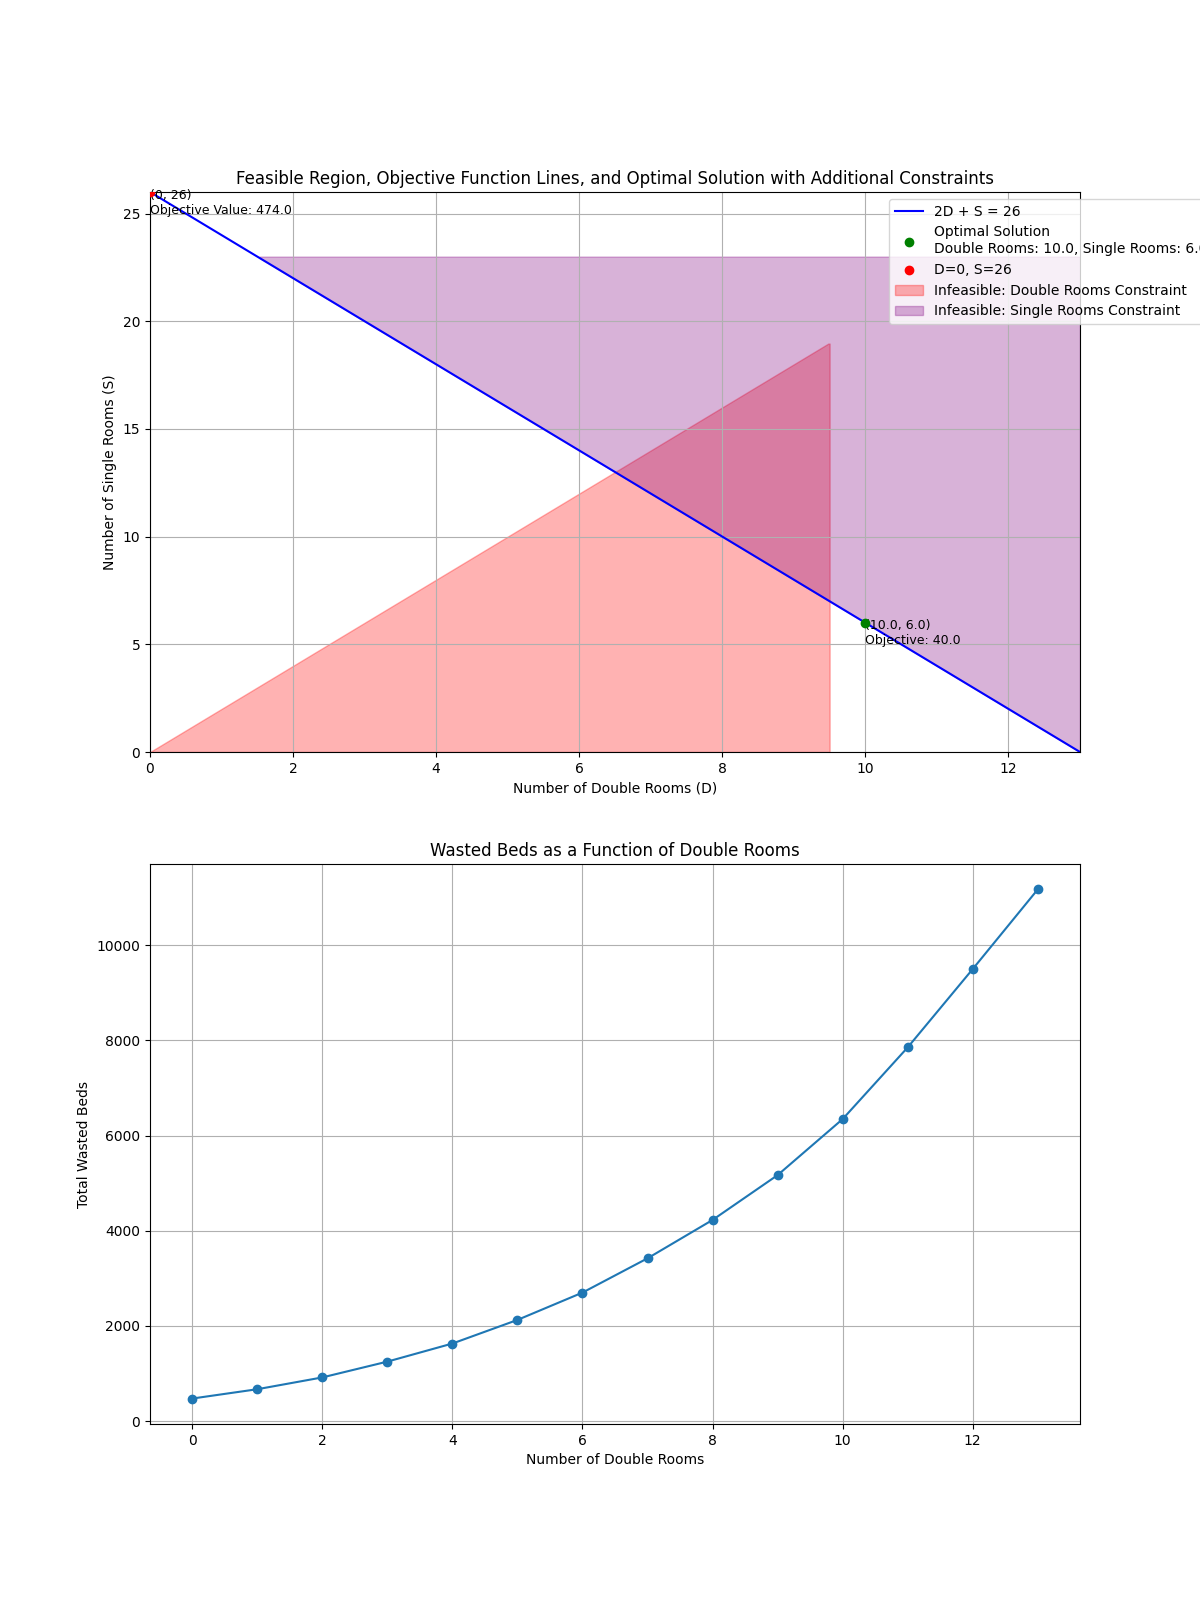 Feasible Region, Objective Function Lines, and Optimal Solution with Additional Constraints
(0, 26)
Objective Value: 474.0
2D + S = 26
Optimal Solution
Double Rooms: 10.0, Single Rooms: 6.
D=0, S=26
Infeasible: Double Rooms Constraint
Infeasible: Single Rooms Constraint
25
20
15
10
5
0
Number of Single Rooms (S)
(10.0, 6.0)
Objective: 40.0
0 2 4 6 8 10 12
Number of Double Rooms (D)
Wasted Beds as a Function of Double Rooms
10000
8000
6000
4000
2000
0
Total Wasted Beds
0 2 4 6 8 10 12
Number of Double Rooms